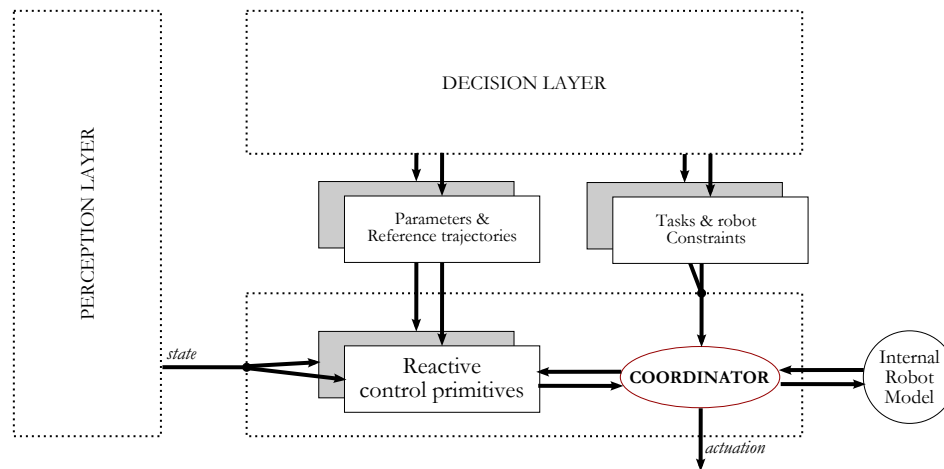 PERCEPTION LAYER
DECISION LAYER
Parameters &
Reference trajectories
Tasks & robot
Constraints
state
Reactive
control primitives
COORDINATOR
Internal
Robot
Model
actuation